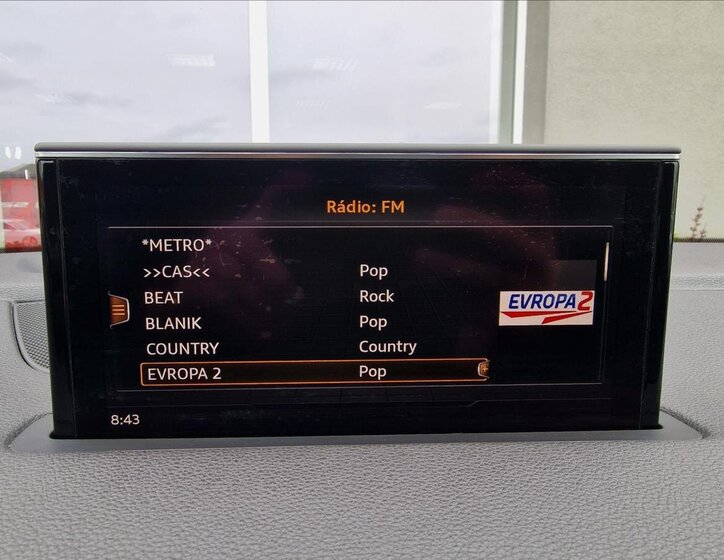 Rádio: FM
*METRO*
>>CAS<< Pop
BEAT Rock
EVROPA 2
BLANIK Pop
COUNTRY Country
EVROPA 2 Pop
8:43